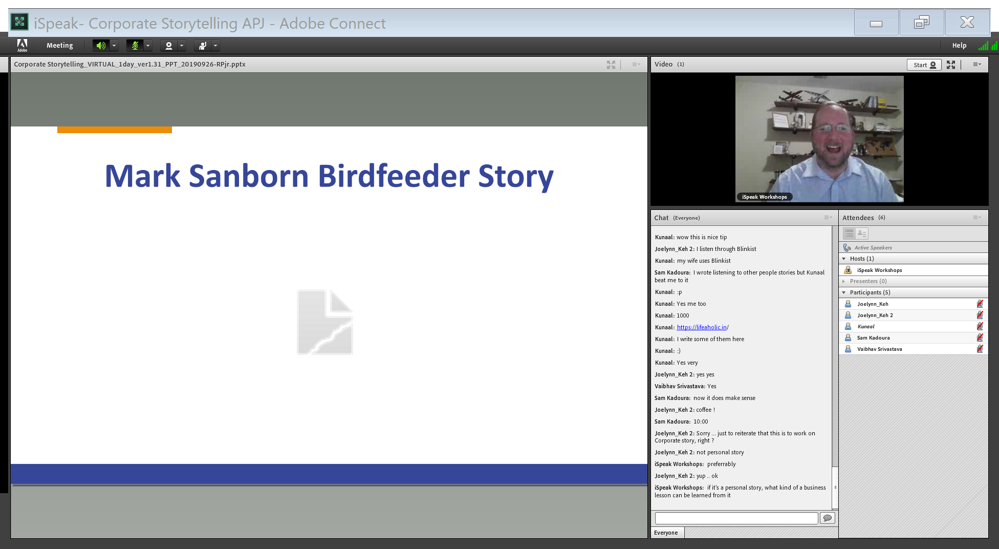 iSpeak- Corporate Storytelling APJ - Adobe Connect
Adobe
Meeting
Help
Corporate Storytelling_VIRTUAL_1day_ver1.31_PPT_20190926-RPjr.pptx
Mark Sanborn Birdfeeder Story
Video (1)
Start
iSpeak Workshops
Chat (Everyone)
Kunaal: wow this is nice tip
Joelynn_Keh 2: I listen through Blinkist
Kunaal: my wife uses Blinkist
Sam Kadoura: I wrote listening to other people stories but Kunaal
beat me to it
Kunaal: :p
Kunaal: Yes me too
Kunaal: 1000
Kunaal: https://lifeaholic.in/
Kunaal: I write some of them here
Kunaal: :)
Kunaal: Yes very
Joelynn_Keh 2: yes yes
Vaibhav Srivastava: Yes
Sam Kadoura: now it does make sense
Joelynn_Keh 2: coffee !
Sam Kadoura: 10:00
Joelynn_Keh 2: Sorry ... just to reiterate that this is to work on
Corporate story, right ?
Joelynn_Keh 2: not personal story
iSpeak Workshops: preferrably
Joelynn_Keh 2: yup .. ok
iSpeak Workshops: if it's a personal story, what kind of a business
lesson can be learned from it
Everyone
Attendees (6)
Active Speakers
Hosts (1)
iSpeak Workshops
Presenters (0)
Participants (5)
Joelynn_Keh
Joelynn_Keh 2
Kunaal
Sam Kadoura
Vaibhav Srivastava